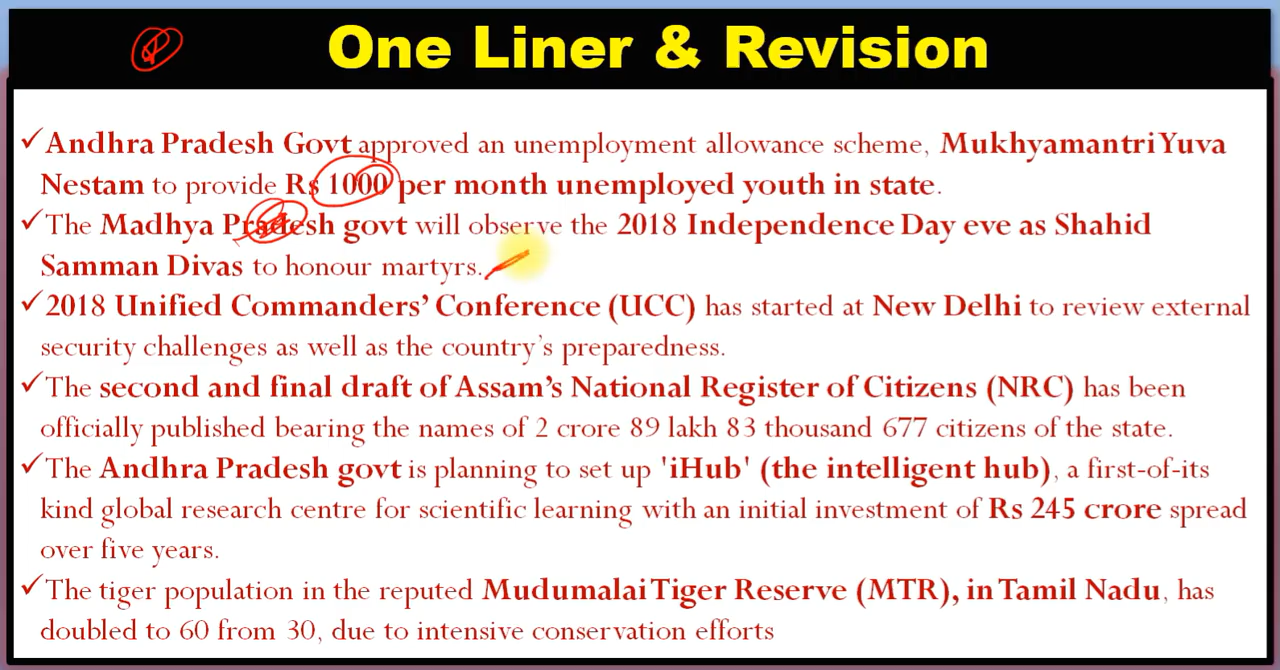 One Liner & Revision
✓Andhra Pradesh Govt approved an unemployment allowance scheme, Mukhyamantri Yuva
Nestam to provide Rs 1000 per month unemployed youth in state.
✓The Madhya Pradesh govt will observe the 2018 Independence Day eve as Shahid
Samman Divas to honour martyrs.
✓2018 Unified Commanders’ Conference (UCC) has started at New Delhi to review external
security challenges as well as the country’s preparedness.
✓The second and final draft of Assam’s National Register of Citizens (NRC) has been
officially published bearing the names of 2 crore 89 lakh 83 thousand 677 citizens of the state.
✓The Andhra Pradesh govt is planning to set up 'iHub' (the intelligent hub), a first-of-its
kind global research centre for scientific learning with an initial investment of Rs 245 crore spread
over five years.
✓The tiger population in the reputed Mudumalai Tiger Reserve (MTR), in Tamil Nadu, has
doubled to 60 from 30, due to intensive conservation efforts